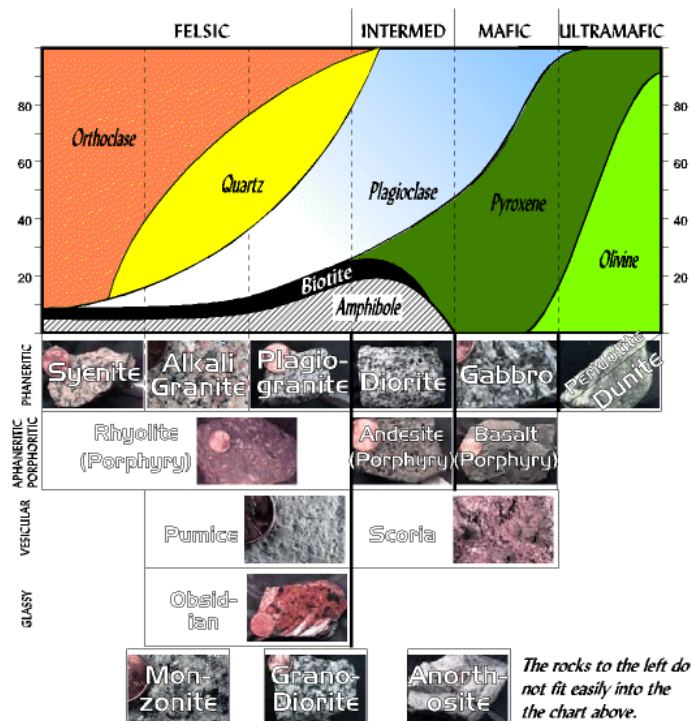 FELSIC INTERMED MAFIC ULTRAMAFIC
80
60
40
20
80
60
40
20
Orthoclase
Quartz
Plagioclase
Pyroxene
Olivine
Biotite
Amphibole
PHANERITIC
Syenite
Alkali
Granite
Plagio-
granite
Diorite
Gabbro
Peridotite
Dunite
APHANERITIC
PORPHORITIC
Rhyolite
(Porphyry)
Andesite
(Porphyry)
Basalt
(Porphyry)
VESICULAR
Pumice
Scoria
GLASSY
Obsid-
ian
Mon-
zonite
Grano-
Diorite
Anorth-
osite
The rocks to the left do
not fit easily into the
the chart above.